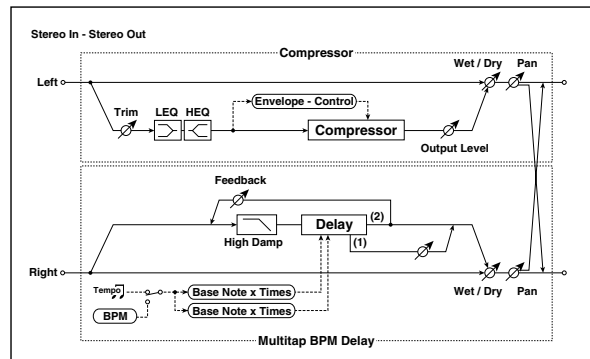 Stereo In - Stereo Out
Compressor
Wet / Dry Pan
Left
Envelope - Control
Trim LEQ HEQ
Compressor
Output Level
Feedback
Delay (2)
(1)
High Damp
Right
Wet / Dry Pan
Tempo
Base Note x Times
BPM
Base Note x Times
Multitap BPM Delay